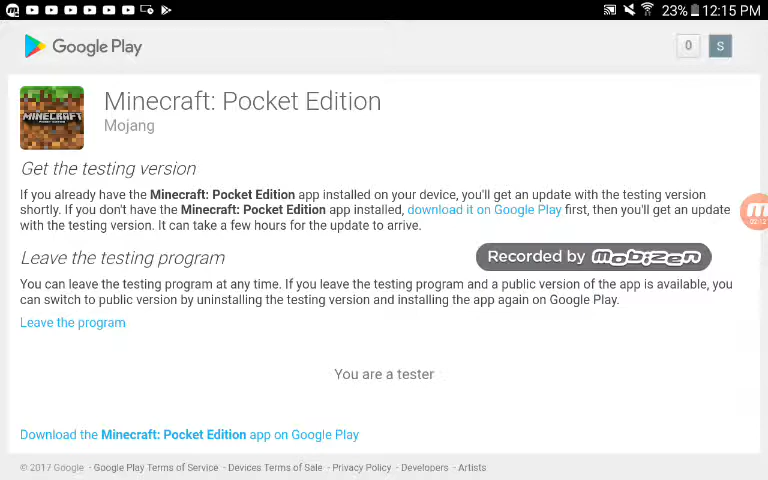 23% 12:15 PM
Google Play
0 S
Minecraft: Pocket Edition
Mojang
MINECRAFT
Get the testing version
If you already have the Minecraft: Pocket Edition app installed on your device, you'll get an update with the testing version
shortly. If you don't have the Minecraft: Pocket Edition app installed, download it on Google Play first, then you'll get an update
with the testing version. It can take a few hours for the update to arrive.
Leave the testing program
Recorded by mobizen
You can leave the testing program at any time. If you leave the testing program and a public version of the app is available, you
can switch to public version by uninstalling the testing version and installing the app again on Google Play.
Leave the program
You are a tester
Download the Minecraft: Pocket Edition app on Google Play
© 2017 Google - Google Play Terms of Service - Devices Terms of Sale - Privacy Policy - Developers - Artists